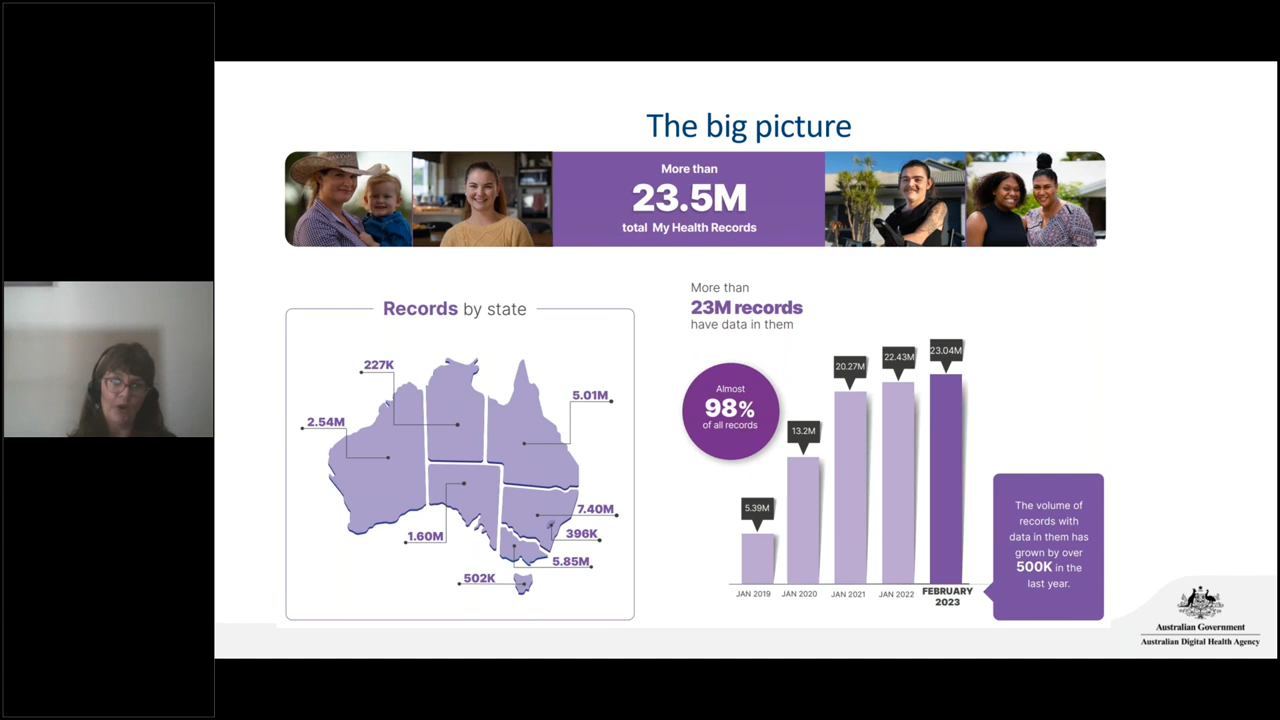 The big picture
More than
23.5M
total My Health Records
Records by state
227K
5.01M
2.54M
7.40M
396K
1.60M
5.85M
502K
More than
23M records
have data in them
Almost
98%
of all records
5.39M
13.2M
20.27M
22.43M
23.04M
JAN 2019
JAN 2020
JAN 2021
JAN 2022
FEBRUARY
2023
The volume of
records with
data in them has
grown by over
500K in the
last year.
Australian Government
Australian Digital Health Agency